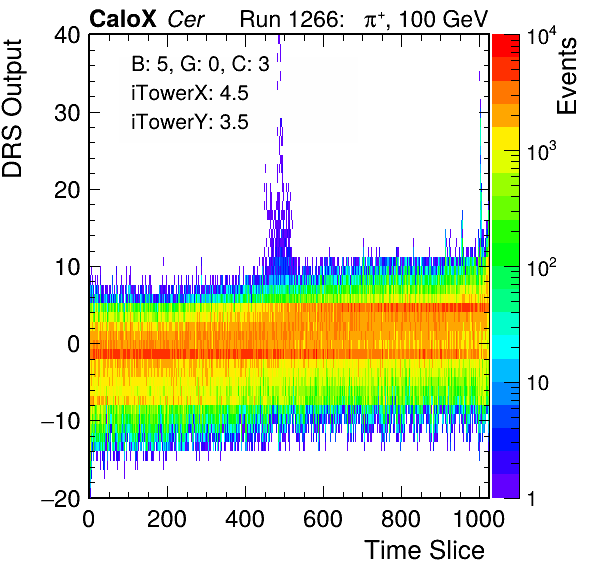 CaloX Cer Run 1266: π⁺, 100 GeV
B: 5, G: 0, C: 3
iTowerX: 4.5
iTowerY: 3.5
DRS Output
40
30
20
10
0
−10
−20
0 200 400 600 800 1000
Time Slice
Events
10⁴
10³
10²
10
1